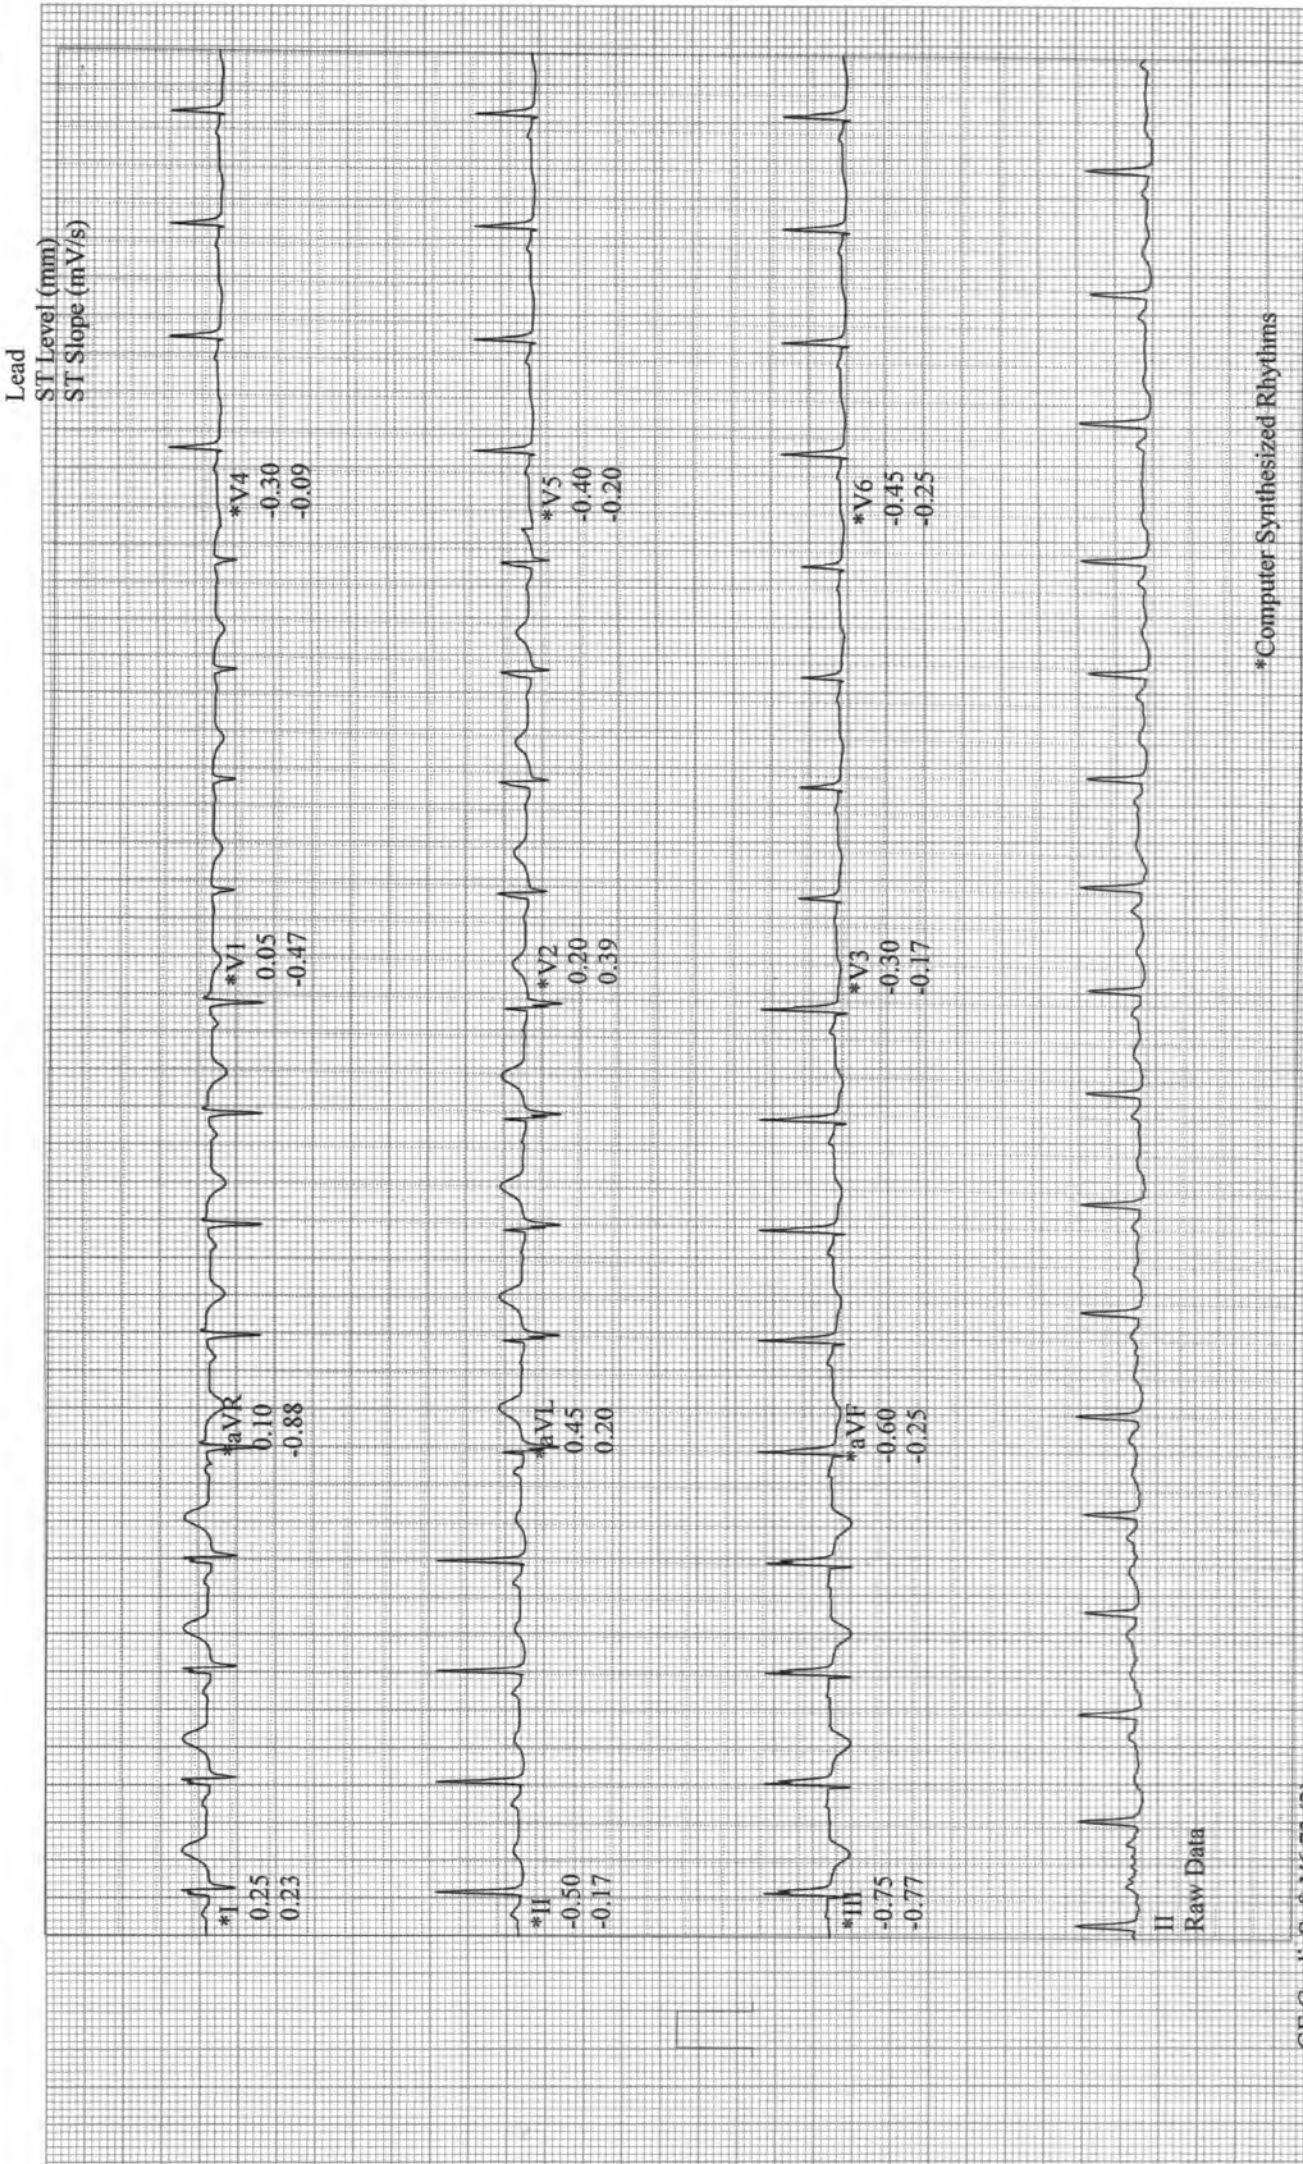 Lead
ST Level (mm)
ST Slope (mV/s)
*I
0.25
0.23
*aVR
0.10
-0.88
*V1
0.05
-0.47
*V4
-0.30
-0.09
*II
-0.50
-0.17
*aVL
0.45
0.20
*V2
0.20
0.39
*V5
-0.40
-0.20
*III
-0.75
-0.77
*aVF
-0.60
-0.25
*V3
-0.30
-0.17
*V6
-0.45
-0.25
II
Raw Data
*Computer Synthesized Rhythms